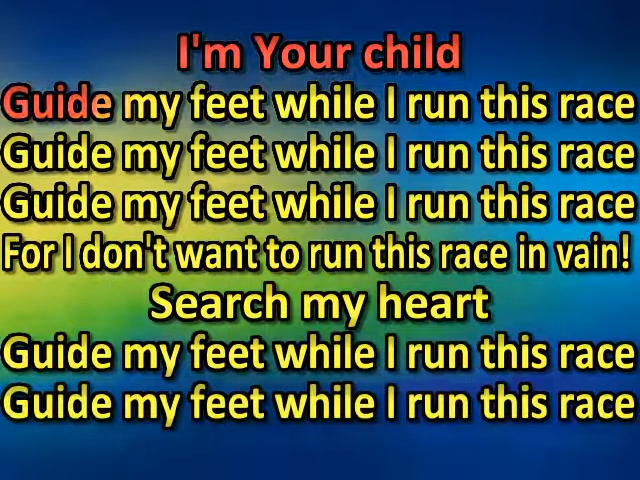 I'm Your child
Guide my feet while I run this race
Guide my feet while I run this race
Guide my feet while I run this race
For I don't want to run this race in vain!
Search my heart
Guide my feet while I run this race
Guide my feet while I run this race